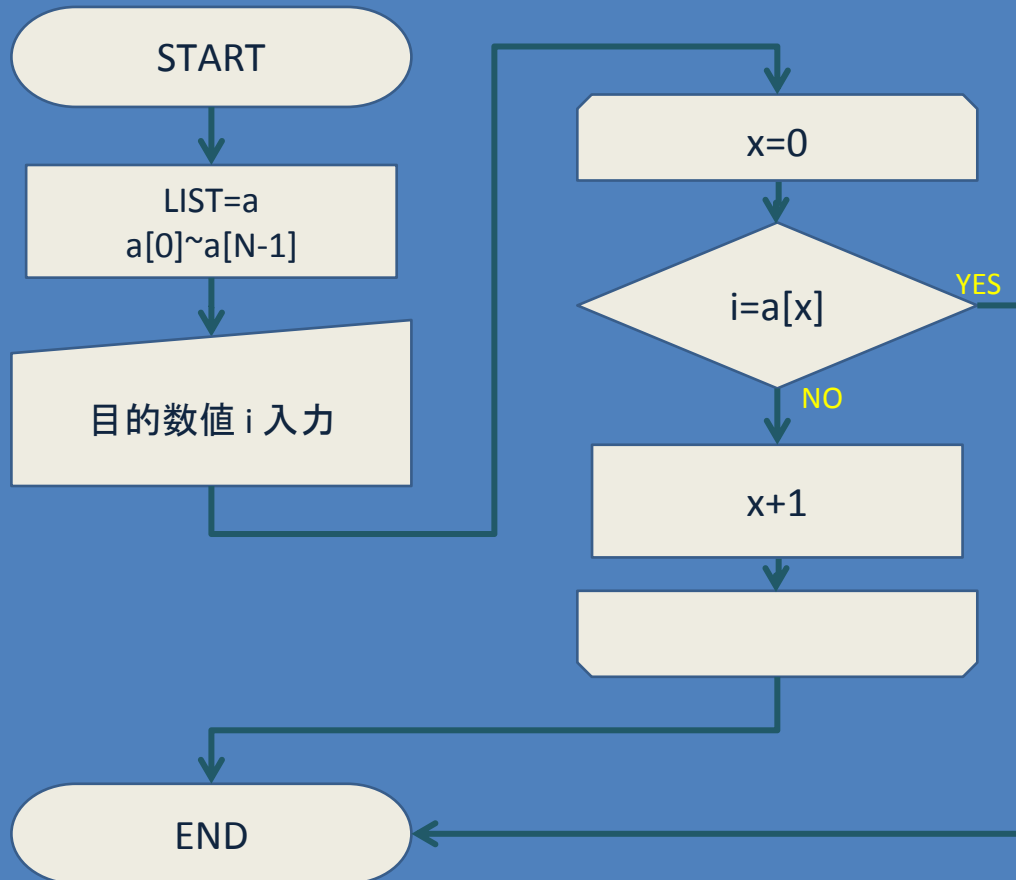 START
LIST=a
a[0]~a[N-1]
目的数値 i 入力
x=0
i=a[x]
YES
NO
x+1
END